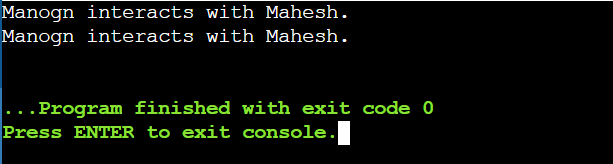 Manogn interacts with Mahesh.
Manogn interacts with Mahesh.
...Program finished with exit code 0
Press ENTER to exit console.